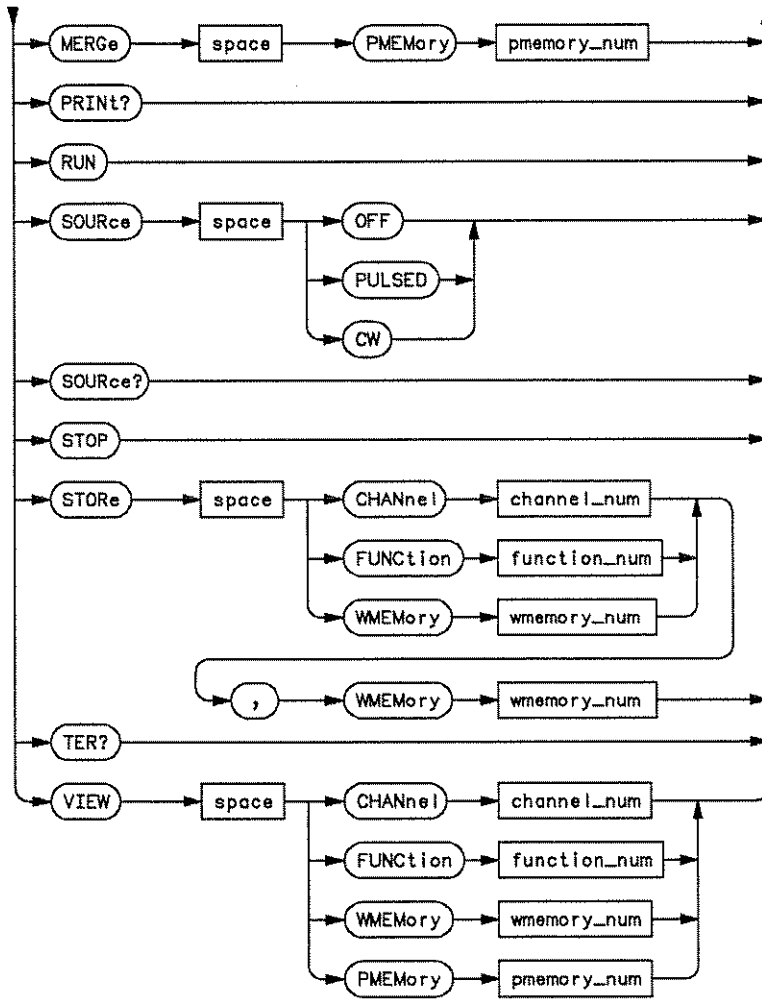 MERGe space PMEMory pmemory_num
PRINt?
RUN
SOURce space OFF
PULSED
CW
SOURce?
STOP
STORe space CHANnel channel_num
FUNCtion function_num
WMEMory wmemory_num
, WMEMory wmemory_num
TER?
VIEW space CHANnel channel_num
FUNCtion function_num
WMEMory wmemory_num
PMEMory pmemory_num